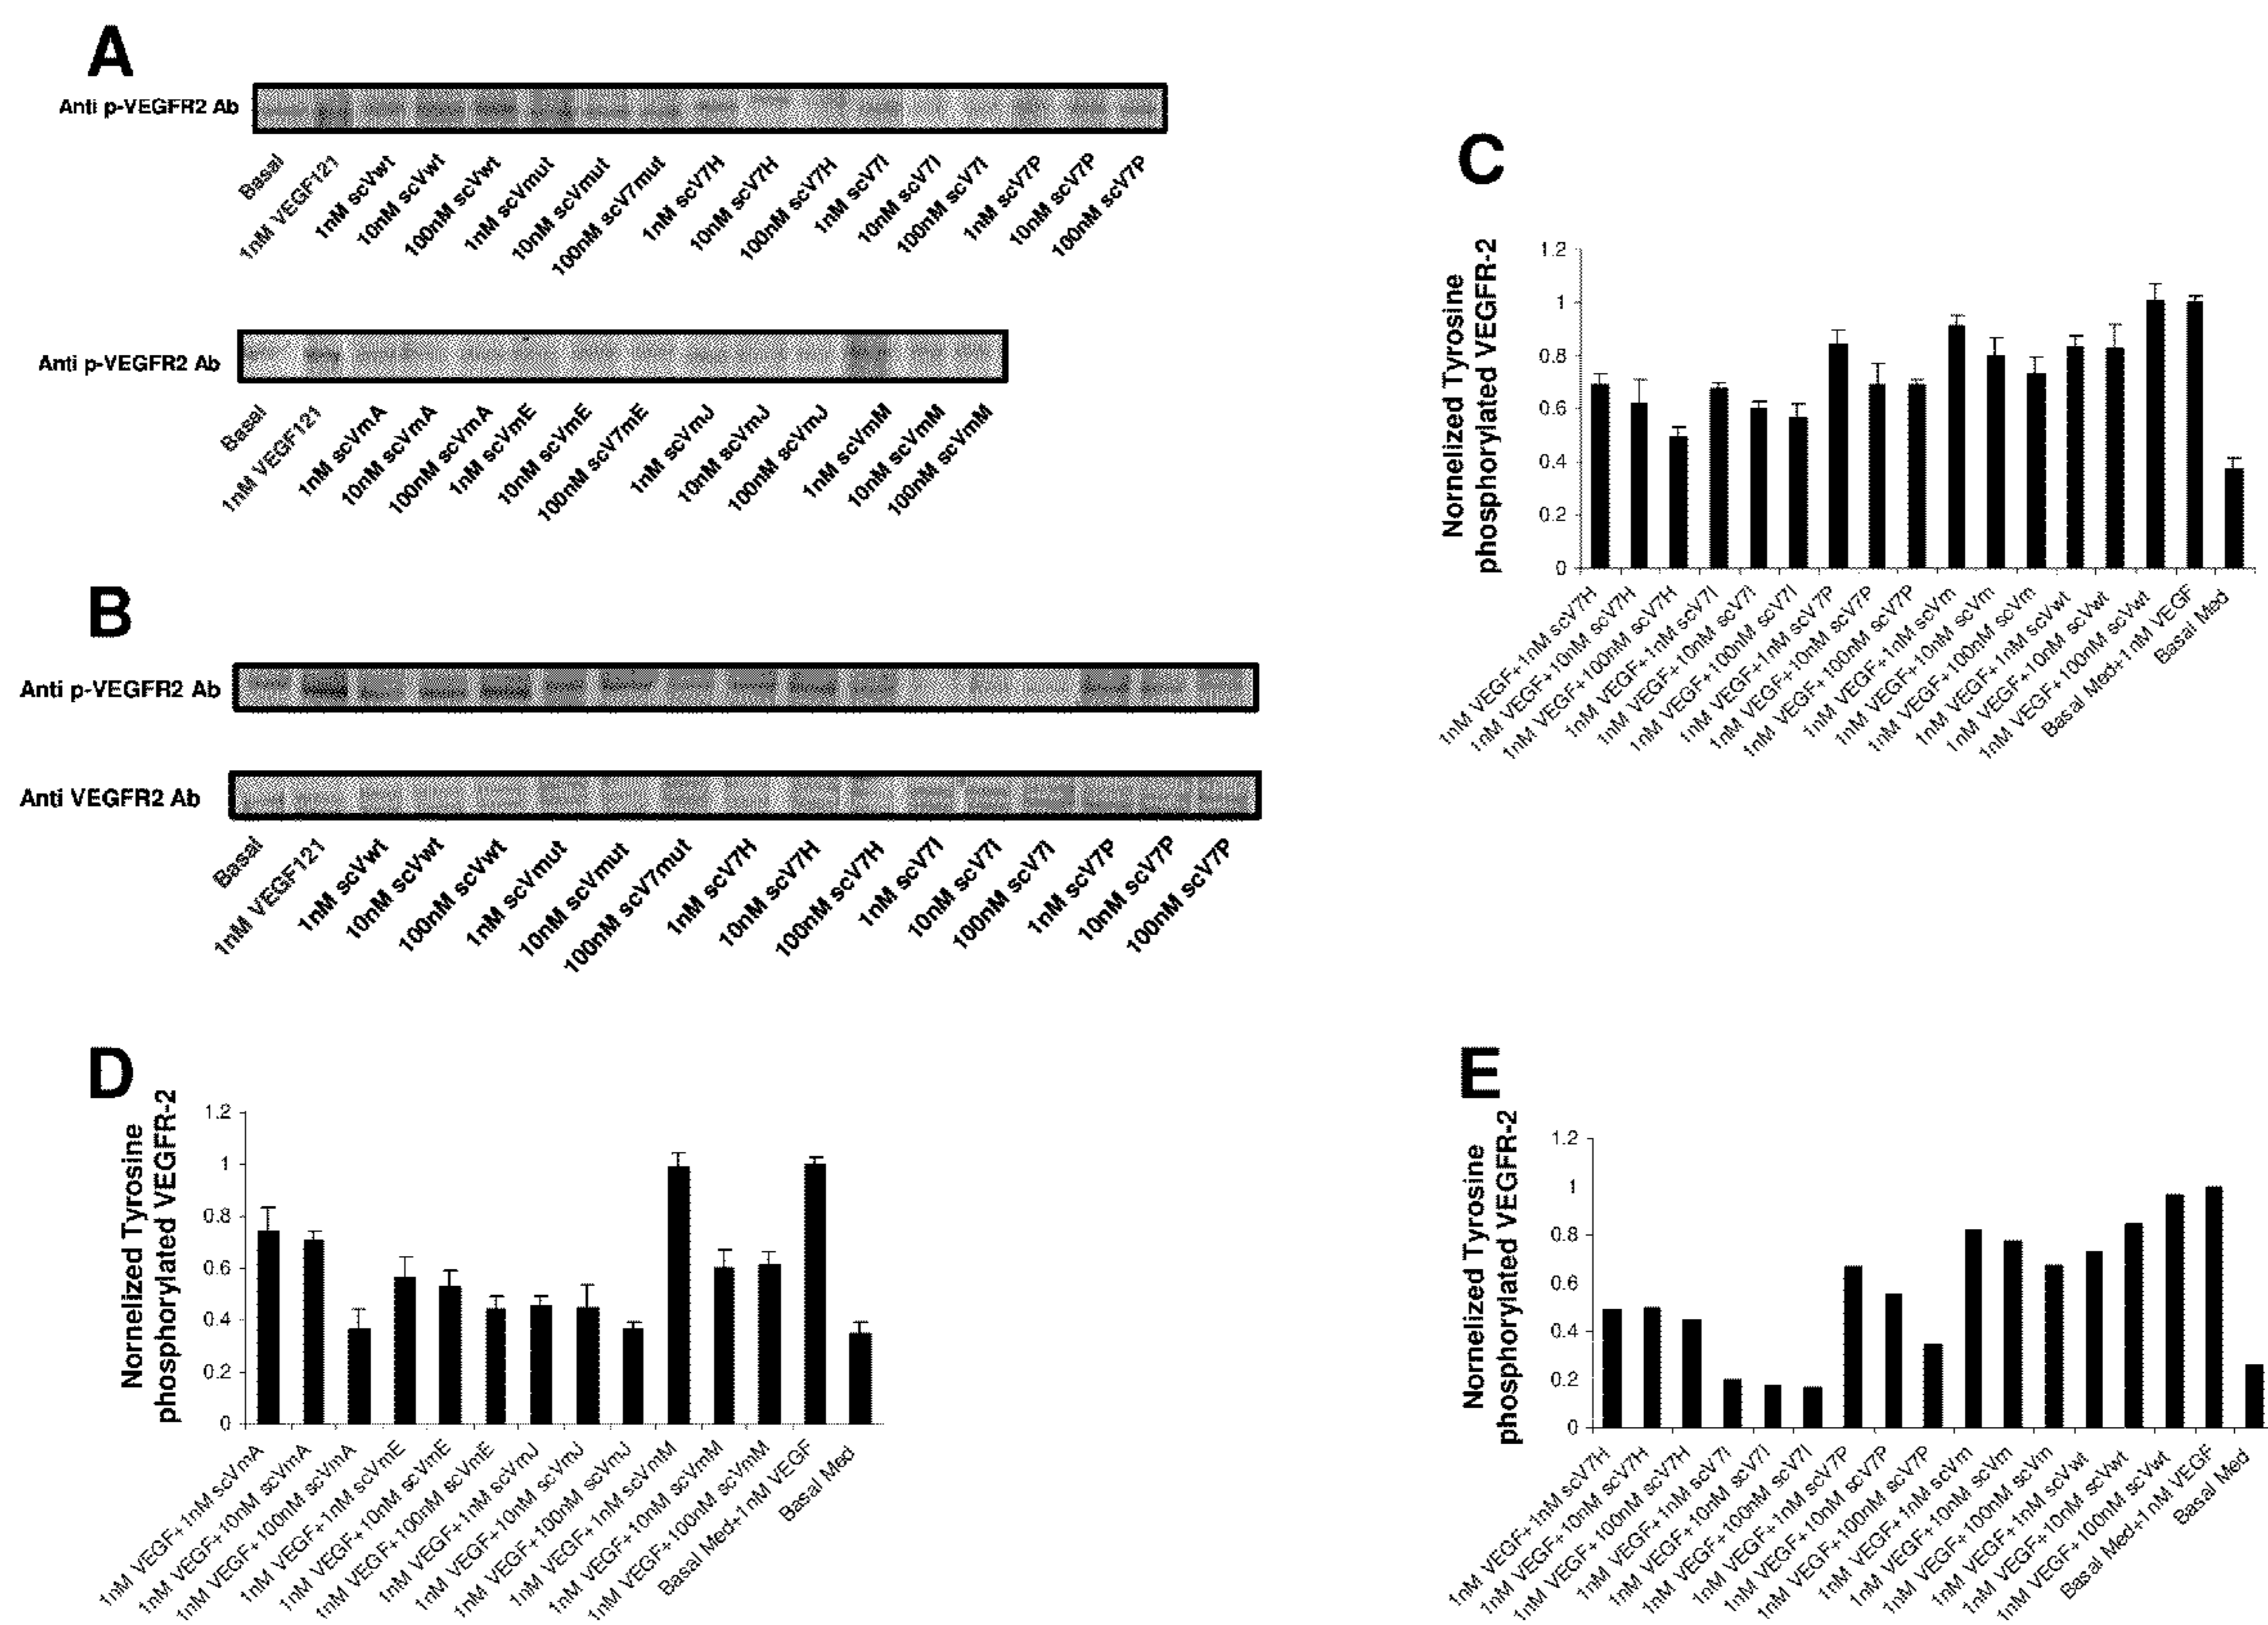 A
Anti p-VEGFR2 Ab
Basal
1nM VEGF121
1nM scVwt
10nM scVwt
100nM scVwt
1nM scVmut
10nM scVmut
100nM scV7mut
1nM scV7H
10nM scV7H
100nM scV7H
1nM scV7I
10nM scV7I
100nM scV7I
1nM scV7P
10nM scV7P
100nM scV7P
Anti p-VEGFR2 Ab
Basal
1nM VEGF121
1nM scVmA
10nM scVmA
100nM scVmA
1nM scVmE
10nM scVmE
100nM scV7mE
1nM scVmJ
10nM scVmJ
100nM scVmJ
1nM scVmM
10nM scVmM
100nM scVmM
B
Anti p-VEGFR2 Ab
Anti VEGFR2 Ab
Basal
1nM VEGF121
1nM scVwt
10nM scVwt
100nM scVwt
1nM scVmut
10nM scVmut
100nM scV7mut
1nM scV7H
10nM scV7H
100nM scV7H
1nM scV7I
10nM scV7I
100nM scV7I
1nM scV7P
10nM scV7P
100nM scV7P
C
Nornelized Tyrosine
phosphorylated VEGFR-2
1.2
1
0.8
0.6
0.4
0.2
0
1nM VEGF+1nM scV7H
1nM VEGF+10nM scV7H
1nM VEGF+100nM scV7H
1nM VEGF+1nM scV7I
1nM VEGF+10nM scV7I
1nM VEGF+100nM scV7I
1nM VEGF+1nM scV7P
1nM VEGF+10nM scV7P
1nM VEGF+100nM scV7P
1nM VEGF+1nM scVm
1nM VEGF+10nM scVm
1nM VEGF+100nM scVm
1nM VEGF+1nM scVwt
1nM VEGF+10nM scVwt
1nM VEGF+100nM scVwt
Basal Med+1nM VEGF
Basal Med
D
Nornelized Tyrosine
phosphorylated VEGFR-2
1.2
1
0.8
0.6
0.4
0.2
0
1nM VEGF+1nM scVmA
1nM VEGF+10nM scVmA
1nM VEGF+100nM scVmA
1nM VEGF+1nM scVmE
1nM VEGF+10nM scVmE
1nM VEGF+100nM scVmE
1nM VEGF+1nM scVmJ
1nM VEGF+10nM scVmJ
1nM VEGF+100nM scVmJ
1nM VEGF+1nM scVmM
1nM VEGF+10nM scVmM
1nM VEGF+100nM scVmM
Basal Med+1nM VEGF
Basal Med
E
Nornelized Tyrosine
phosphorylated VEGFR-2
1.2
1
0.8
0.6
0.4
0.2
0
1nM VEGF+1nM scV7H
1nM VEGF+10nM scV7H
1nM VEGF+100nM scV7H
1nM VEGF+1nM scV7I
1nM VEGF+10nM scV7I
1nM VEGF+100nM scV7I
1nM VEGF+1nM scV7P
1nM VEGF+10nM scV7P
1nM VEGF+100nM scV7P
1nM VEGF+1nM scVm
1nM VEGF+10nM scVm
1nM VEGF+100nM scVm
1nM VEGF+1nM scVwt
1nM VEGF+10nM scVwt
1nM VEGF+100nM scVwt
Basal Med+1nM VEGF
Basal Med